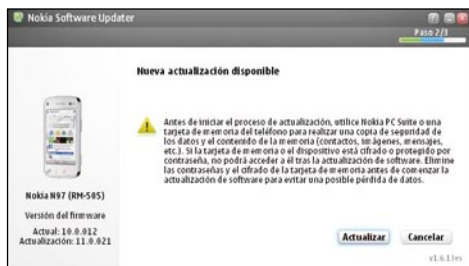 Nokia Software Updater
Paso 2/3
Nueva actualización disponible
Antes de iniciar el proceso de actualización, utilice Nokia PC Suite o una
tarjeta de memoria del teléfono para realizar una copia de seguridad de
los datos y el contenido de la memoria (contactos, imágenes, mensajes,
etc.). Si la tarjeta de memoria o el dispositivo está cifrado o protegido por
contraseña, no podrá acceder a él tras la actualización de software. Elimine
las contraseñas y el cifrado de la tarjeta de memoria antes de comenzar la
actualización de software para evitar una posible pérdida de datos.
Nokia N97 (RM-505)
Versión del firmware
Actual: 10.0.012
Actualización: 11.0.021
Actualizar
Cancelar
v1.6.13es